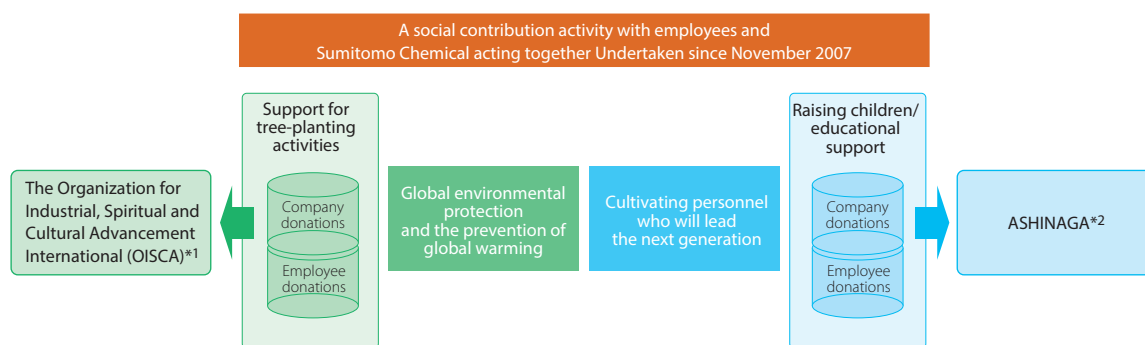 A social contribution activity with employees and
Sumitomo Chemical acting together Undertaken since November 2007
Support for
tree-planting
activities
Raising children/
educational
support
The Organization for
Industrial, Spiritual and
Cultural Advancement
International (OISCA)*1
Company
donations
Employee
donations
Global environmental
protection
and the prevention of
global warming
Cultivating personnel
who will lead
the next generation
Company
donations
Employee
donations
ASHINAGA*2